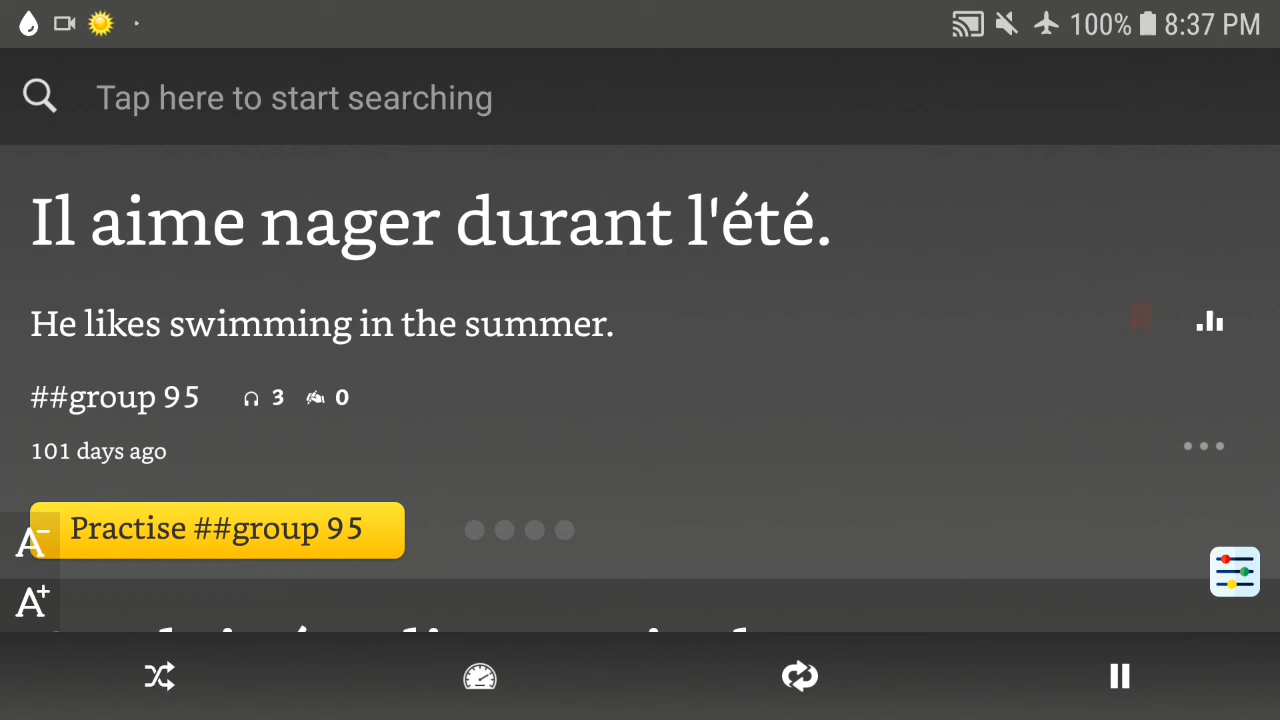 100% 8:37 PM
Tap here to start searching
Il aime nager durant l'été.
He likes swimming in the summer.
##group 95 3 0
101 days ago
Practise ##group 95
A-
A+